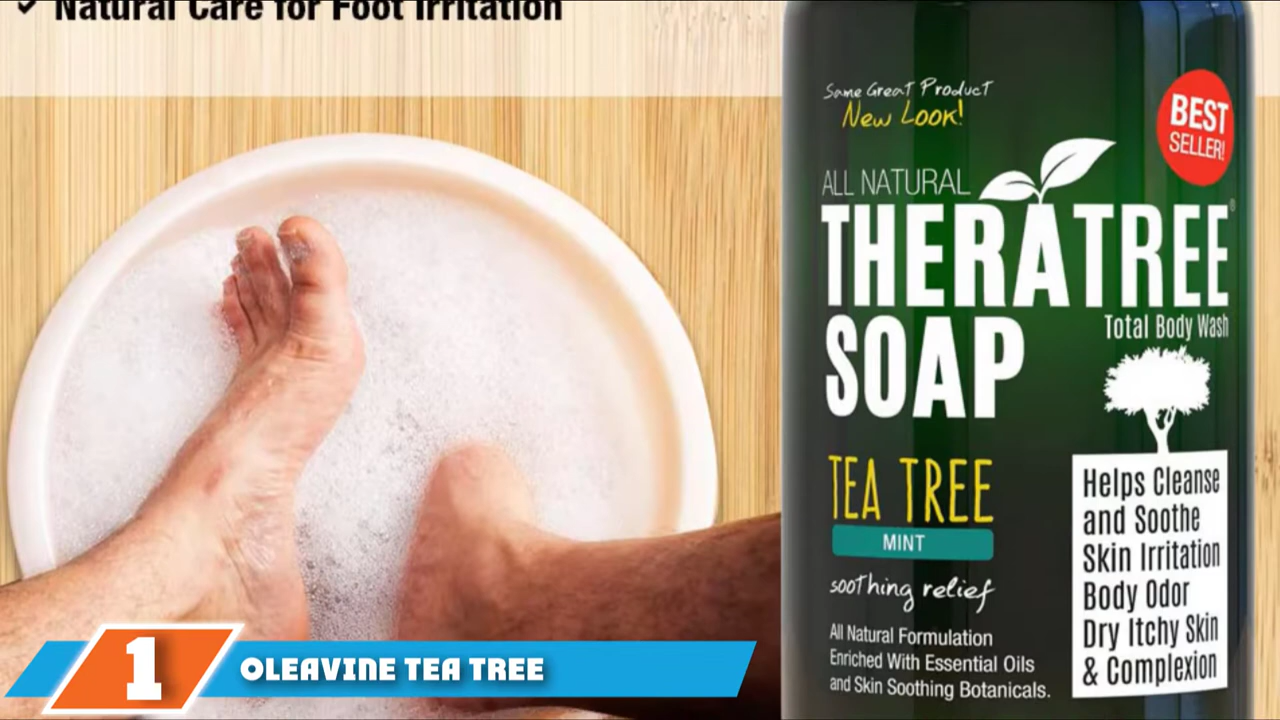 ✓ Natural Care for Foot Irritation
Same Great Product
New Look!
BEST
SELLER!
ALL NATURAL
THERATREE®
Total Body Wash
SOAP
TEA TREE
MINT
soothing relief
All Natural Formulation
Enriched With Essential Oils
and Skin Soothing Botanicals.
Helps Cleanse
and Soothe
Skin Irritation
Body Odor
Dry Itchy Skin
& Complexion
1 OLEAVINE TEA TREE